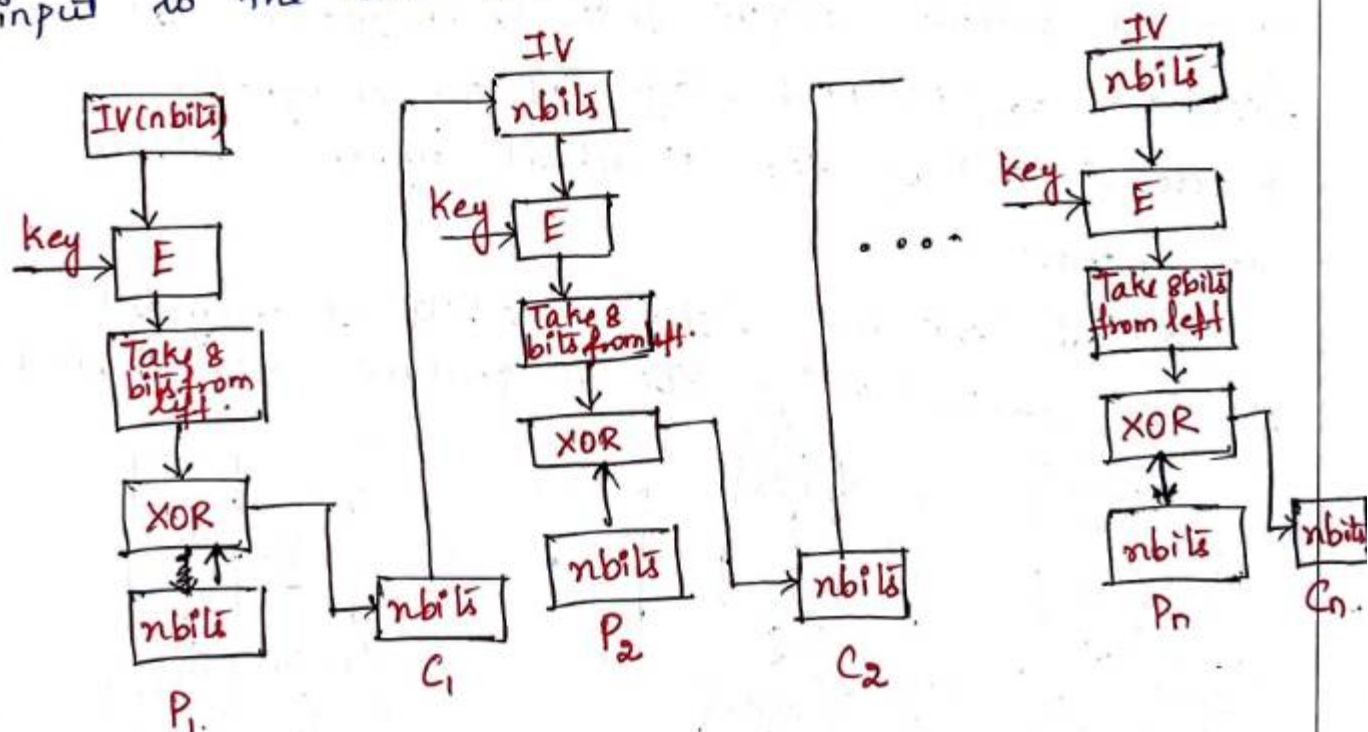 input to the
IV(nbits)
Key
E
Take 8
bits from
left.
XOR
nbits
P1.
nbits
C1
IV
nbits
Key
E
Take 8
bits from left.
XOR
nbits
P2
nbits
C2
....
IV
nbits
Key
E
Take 8bits
from left
XOR
nbits
Pn
nbits
Cn.